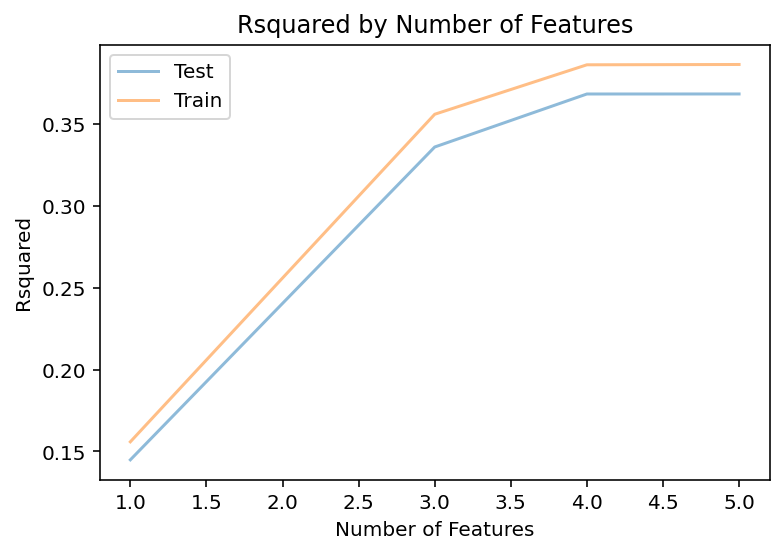 Rsquared by Number of Features
Test
Train
Rsquared
0.35
0.30
0.25
0.20
0.15
1.0 1.5 2.0 2.5 3.0 3.5 4.0 4.5 5.0
Number of Features